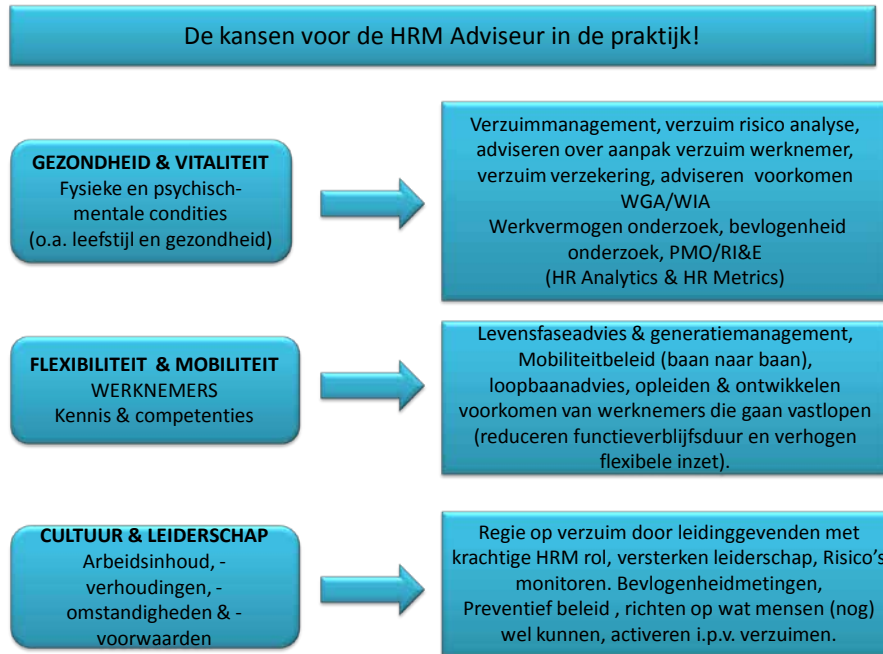 De kansen voor de HRM Adviseur in de praktijk!
GEZONDHEID & VITALITEIT
Fysieke en psychisch-
mentale condities
(o.a. leefstijl en gezondheid)
Verzuimmanagement, verzuim risico analyse,
adviseren over aanpak verzuim werknemer,
verzuim verzekering, adviseren voorkomen
WGA/WIA
Werkvermogen onderzoek, bevlogenheid
onderzoek, PMO/RI&E
(HR Analytics & HR Metrics)
FLEXIBILITEIT & MOBILITEIT
WERKNEMERS
Kennis & competenties
Levensfaseadvies & generatiemanagement,
Mobiliteitbeleid (baan naar baan),
loopbaanadvies, opleiden & ontwikkelen
voorkomen van werknemers die gaan vastlopen
(reduceren functieverblijfsduur en verhogen
flexibele inzet).
CULTUUR & LEIDERSCHAP
Arbeidsinhoud, -
verhoudingen, -
omstandigheden & -
voorwaarden
Regie op verzuim door leidinggevenden met
krachtige HRM rol, versterken leiderschap, Risico's
monitoren. Bevlogenheidmetingen,
Preventief beleid , richten op wat mensen (nog)
wel kunnen, activeren i.p.v. verzuimen.